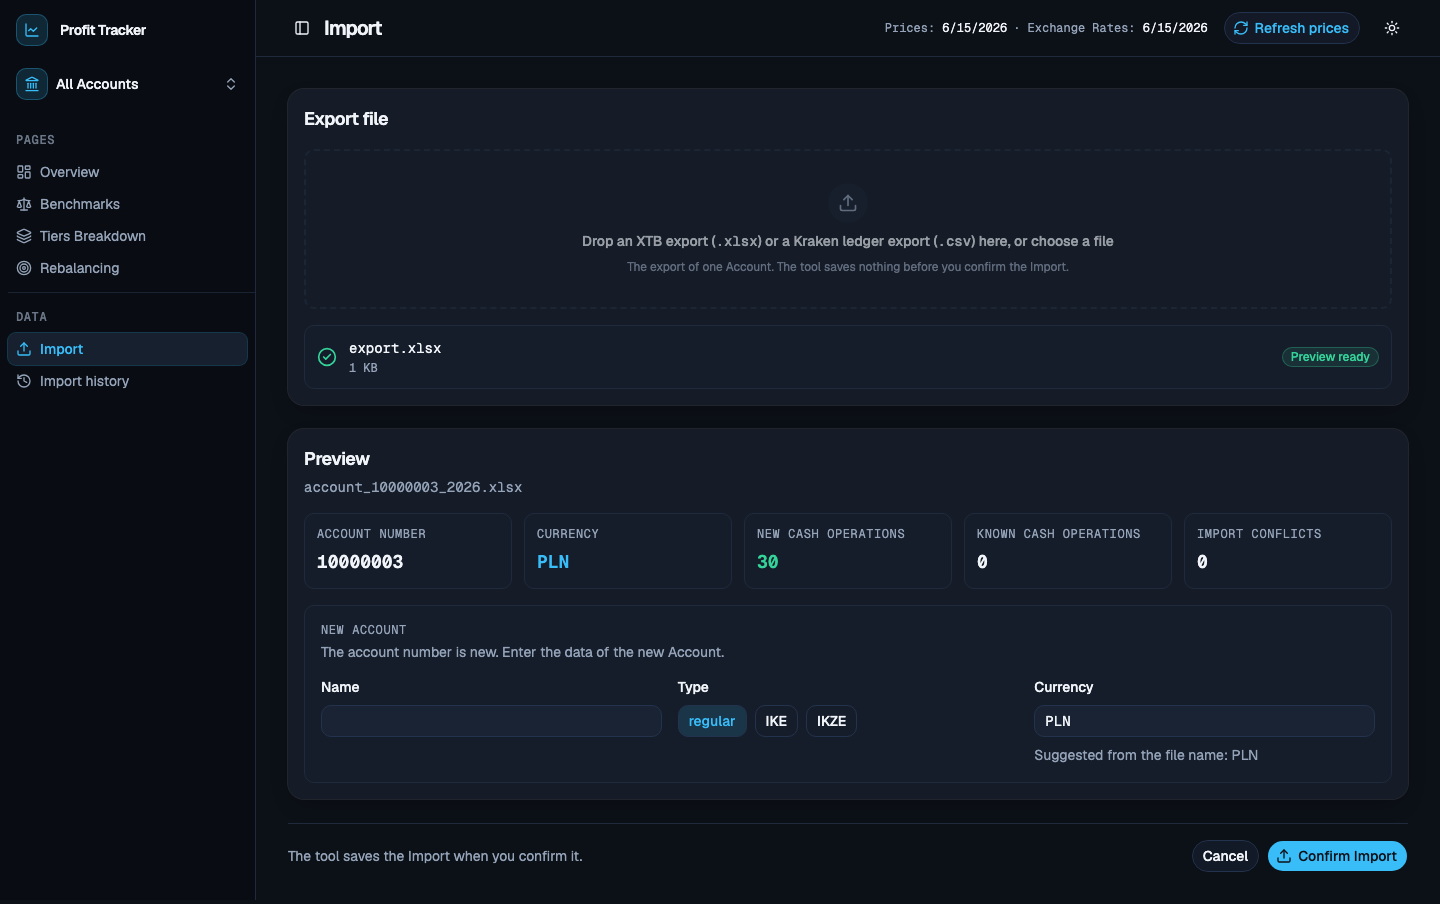 Profit Tracker
Import
Prices: 6/15/2026 · Exchange Rates: 6/15/2026
Refresh prices
All Accounts
PAGES
Overview
Benchmarks
Tiers Breakdown
Rebalancing
DATA
Import
Import history
Export file
Drop an XTB export (.xlsx) or a Kraken ledger export (.csv) here, or choose a file
The export of one Account. The tool saves nothing before you confirm the Import.
export.xlsx
1 KB
Preview ready
Preview
account_10000003_2026.xlsx
ACCOUNT NUMBER
10000003
CURRENCY
PLN
NEW CASH OPERATIONS
30
KNOWN CASH OPERATIONS
0
IMPORT CONFLICTS
0
NEW ACCOUNT
The account number is new. Enter the data of the new Account.
Name
Type
regular
IKE
IKZE
Currency
PLN
Suggested from the file name: PLN
The tool saves the Import when you confirm it.
Cancel
Confirm Import